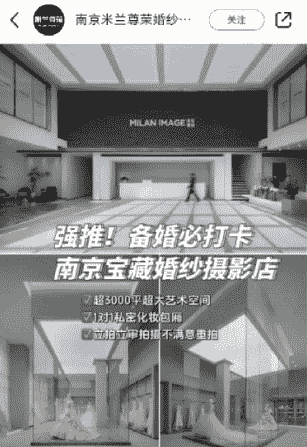 南京米兰尊荣婚纱···
关注
MILAN IMAGE
强推！备婚必打卡
南京宝藏婚纱摄影店
超3000平超大艺术空间
1对1私密化妆包厢
立拍立审拍摄不满意重拍